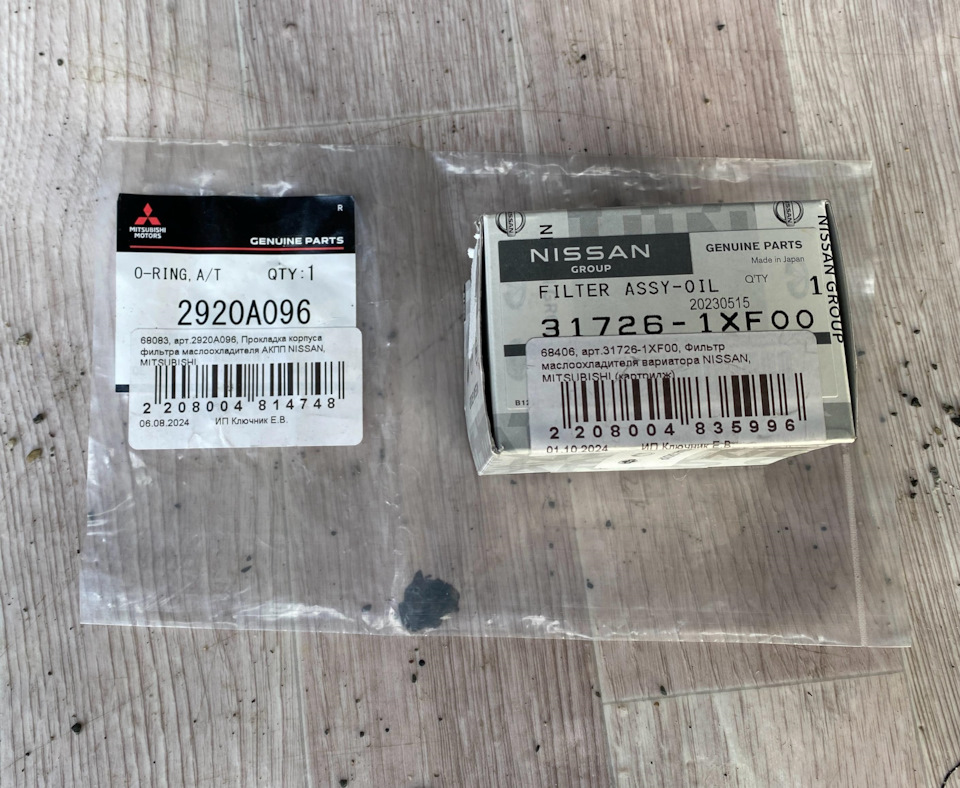 R
MITSUBISHI
MOTORS
GENUINE PARTS
O-RING, A/T QTY:1
2920A096
68083, арт.2920A096, Прокладка корпуса
фильтра маслоохладителя АКПП NISSAN,
MITSUBISHI
2 208004 814748
06.08.2024 ИП Ключник Е.В.
NISSAN
GROUP
GENUINE PARTS
Made in Japan
FILTER ASSY-OIL Q'TY 1
20230515
31726-1XF00
NISSAN GROUP
N
68406, арт.31726-1XF00, Фильтр
маслоохладителя вариатора NISSAN,
MITSUBISHI (картридж)
2 208004 835996
01.10.2024 ИП Ключник Е.В.